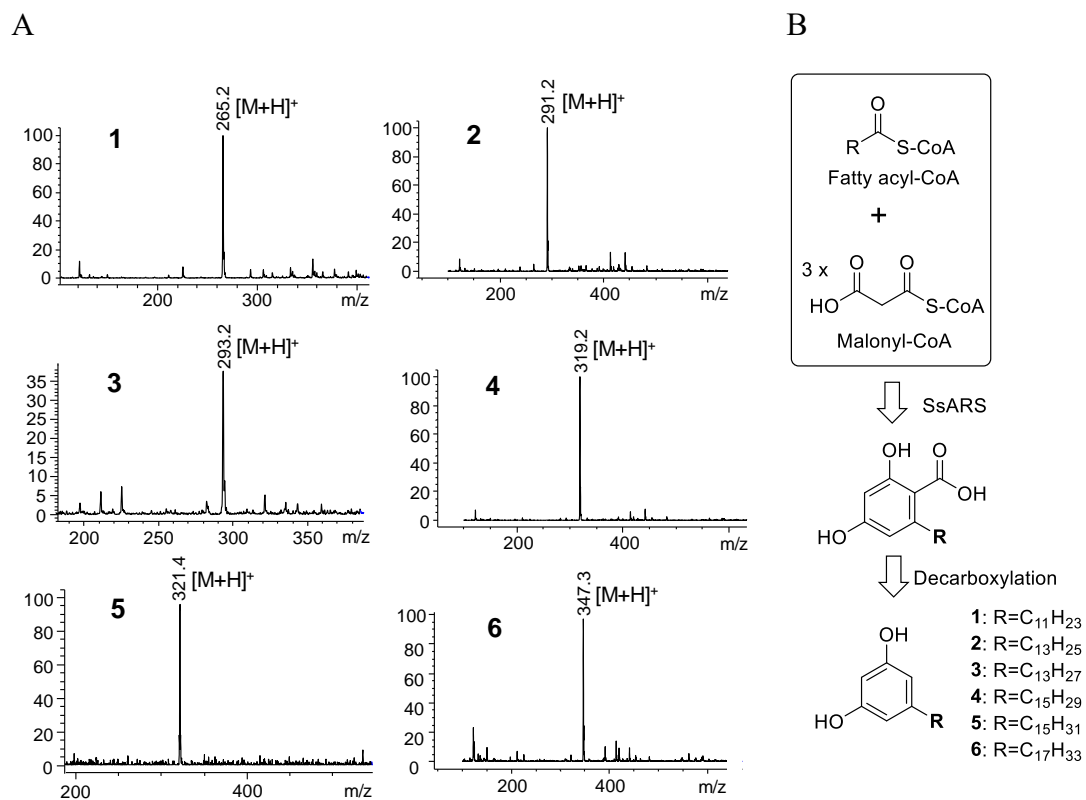 A
B
1
265.2
[M+H]⁺
100
80
60
40
20
0
200
300
m/z
2
291.2
[M+H]⁺
100
80
60
40
20
0
200
400
m/z
3
293.2
[M+H]⁺
35
30
25
20
15
10
5
0
200
250
300
350
m/z
4
319.2
[M+H]⁺
100
80
60
40
20
0
200
400
m/z
5
321.4
[M+H]⁺
100
80
60
40
20
0
200
400
m/z
6
347.3
[M+H]⁺
100
80
60
40
20
0
200
400
m/z
O
R
S-CoA
Fatty acyl-CoA
+
3 x
O
O
HO
S-CoA
Malonyl-CoA
SsARS
OH
O
OH
HO
R
Decarboxylation
OH
HO
R
1: R=C₁₁H₂₃
2: R=C₁₃H₂₅
3: R=C₁₃H₂₇
4: R=C₁₅H₂₉
5: R=C₁₅H₃₁
6: R=C₁₇H₃₃